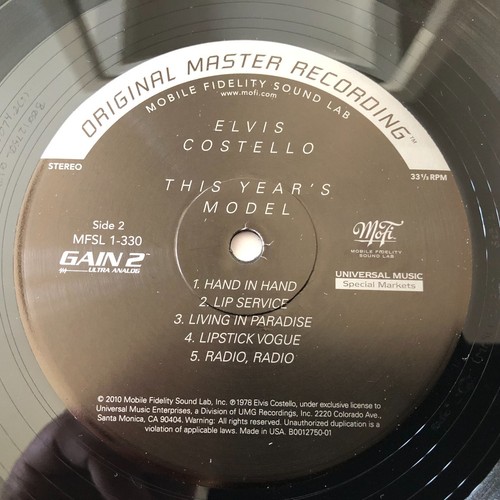 ORIGINAL MASTER RECORDING™
MOBILE FIDELITY SOUND LAB
www.mofi.com
ELVIS
COSTELLO
STEREO
33⅓ RPM
THIS YEAR'S
MODEL
Side 2
MFSL 1-330
GAIN 2™
ULTRA ANALOG
MoFi
MOBILE FIDELITY
SOUND LAB
UNIVERSAL MUSIC
Special Markets
1. HAND IN HAND
2. LIP SERVICE
3. LIVING IN PARADISE
4. LIPSTICK VOGUE
5. RADIO, RADIO
© 2010 Mobile Fidelity Sound Lab, Inc. ℗1978 Elvis Costello, under exclusive license to
Universal Music Enterprises, a Division of UMG Recordings, Inc. 2220 Colorado Ave.,
Santa Monica, CA 90404. Warning: All rights reserved. Unauthorized duplication is a
violation of applicable laws. Made in USA. B0012750-01